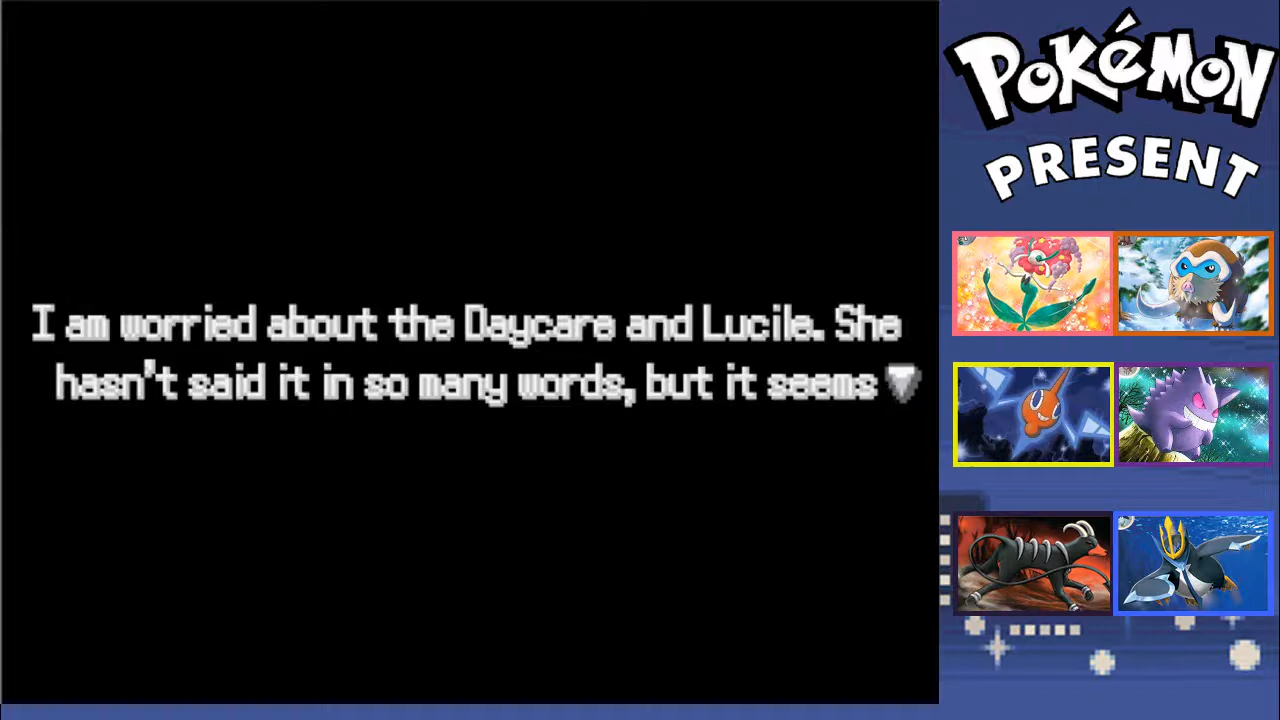 I am worried about the Daycare and Lucile. She
hasn't said it in so many words, but it seems
POKéMON
PRESENT